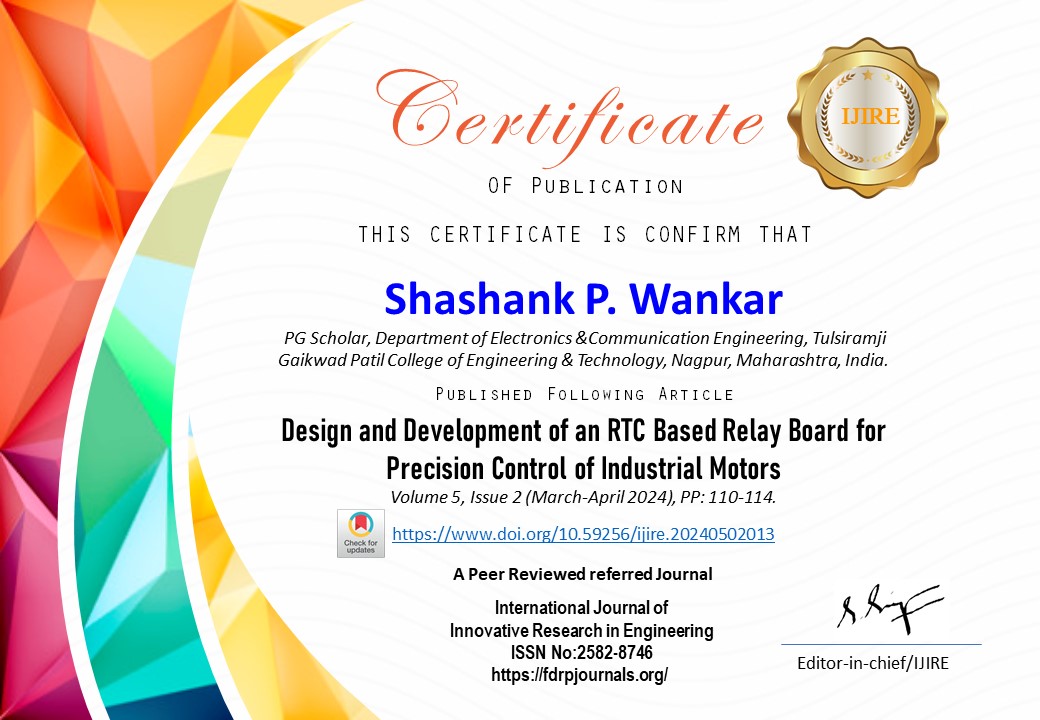 Certificate
IJIRE
OF Publication
THIS CERTIFICATE IS CONFIRM THAT
Shashank P. Wankar
PG Scholar, Department of Electronics &Communication Engineering, Tulsiramji
Gaikwad Patil College of Engineering & Technology, Nagpur, Maharashtra, India.
Published Following Article
Design and Development of an RTC Based Relay Board for
Precision Control of Industrial Motors
Volume 5, Issue 2 (March-April 2024), PP: 110-114.
Check for
updates
https://www.doi.org/10.59256/ijire.20240502013
A Peer Reviewed referred Journal
International Journal of
Innovative Research in Engineering
ISSN No:2582-8746
https://fdrpjournals.org/
Editor-in-chief/IJIRE